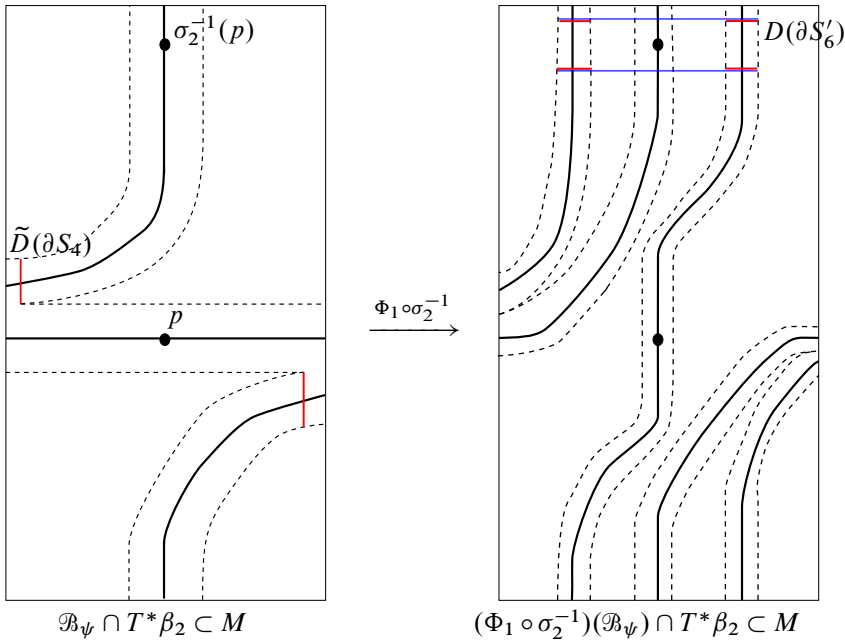 σ₂⁻¹(p)
D(∂S′₆)
D̃(∂S₄)
p
Φ₁∘σ₂⁻¹
ℬ_ψ ∩ T*β₂ ⊂ M
(Φ₁ ∘ σ₂⁻¹)(ℬ_ψ) ∩ T*β₂ ⊂ M